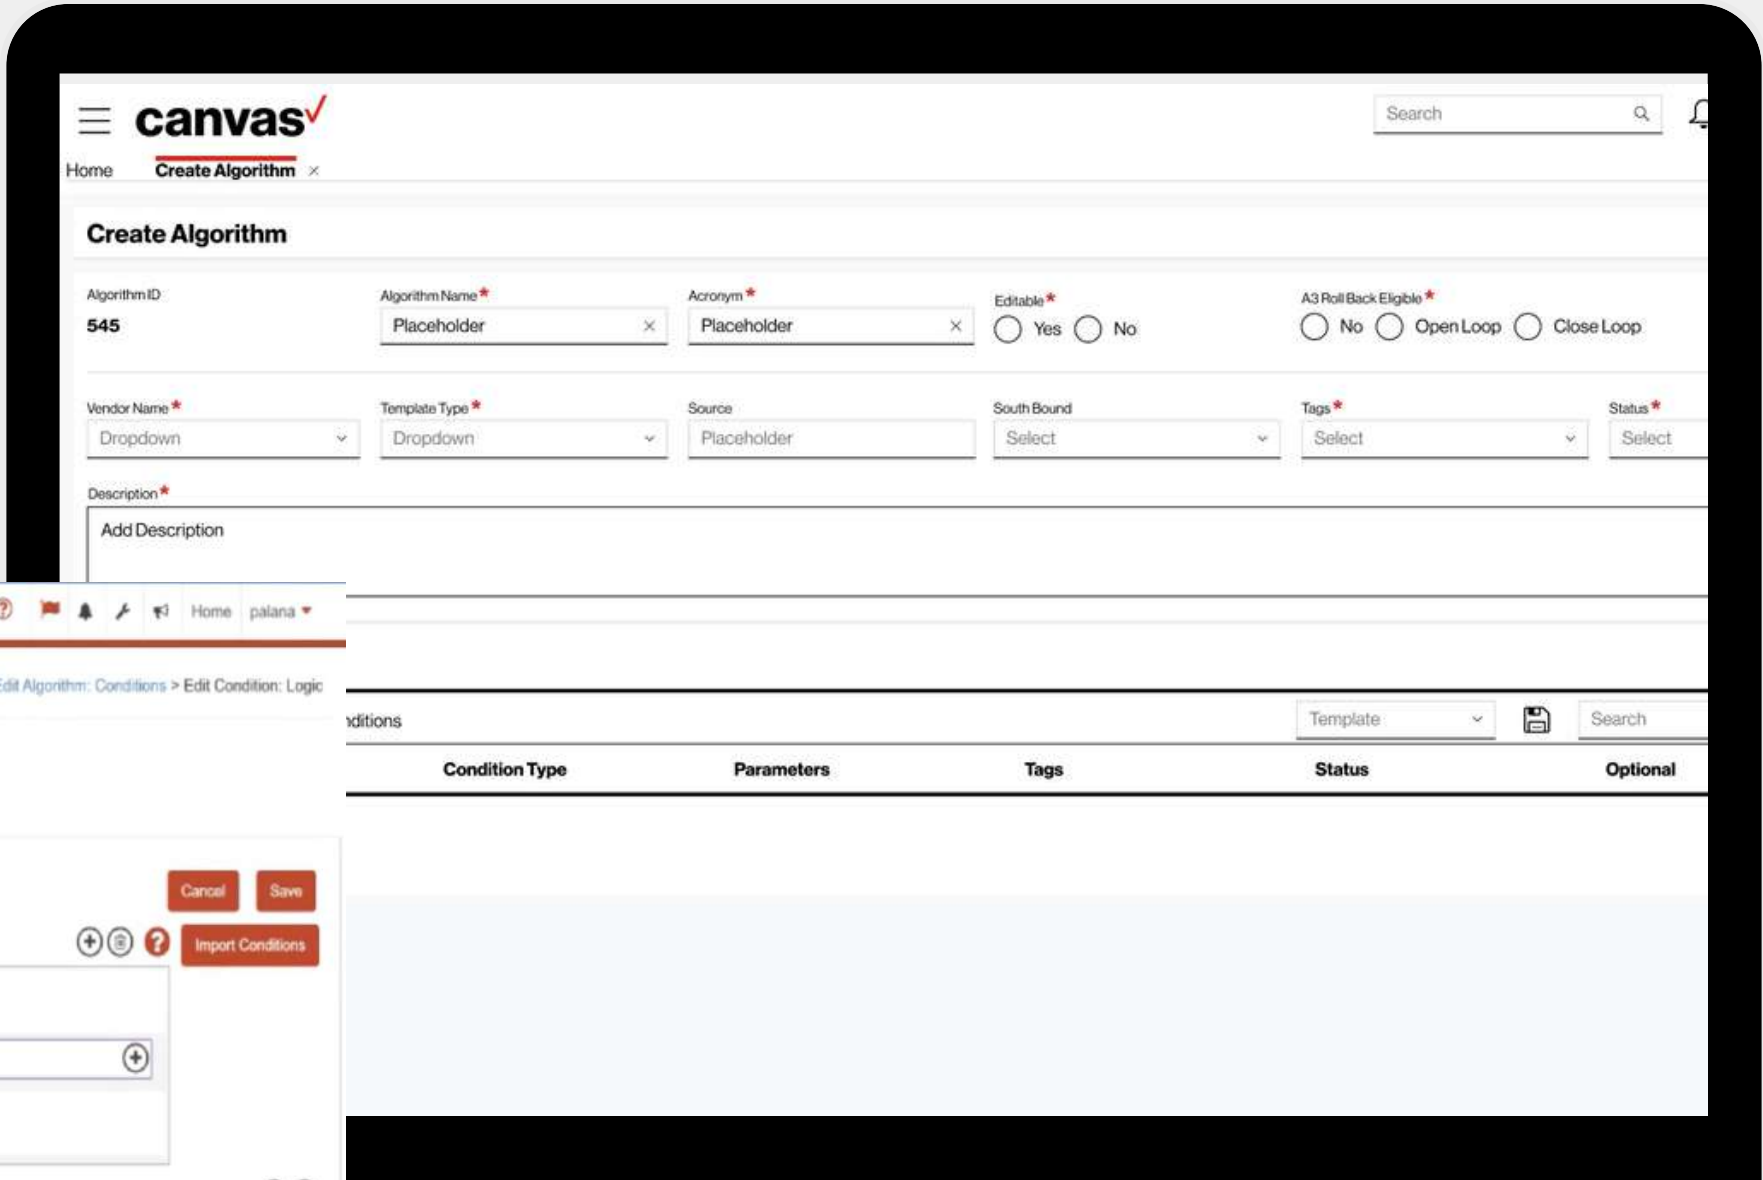 canvas
Search
Home Create Algorithm
Create Algorithm
Algorithm ID Algorithm Name* Acronym* Editable* A3 Roll Back Eligible*
545 Placeholder Placeholder Yes No No Open Loop Close Loop
Vendor Name* Template Type* Source South Bound Tags* Status*
Dropdown Dropdown Placeholder Select Select Select
Description*
Add Description
Home palana
Edit Algorithm: Conditions > Edit Condition: Logic
nditions Template Search
Condition Type Parameters Tags Status Optional
Cancel Save
Import Conditions